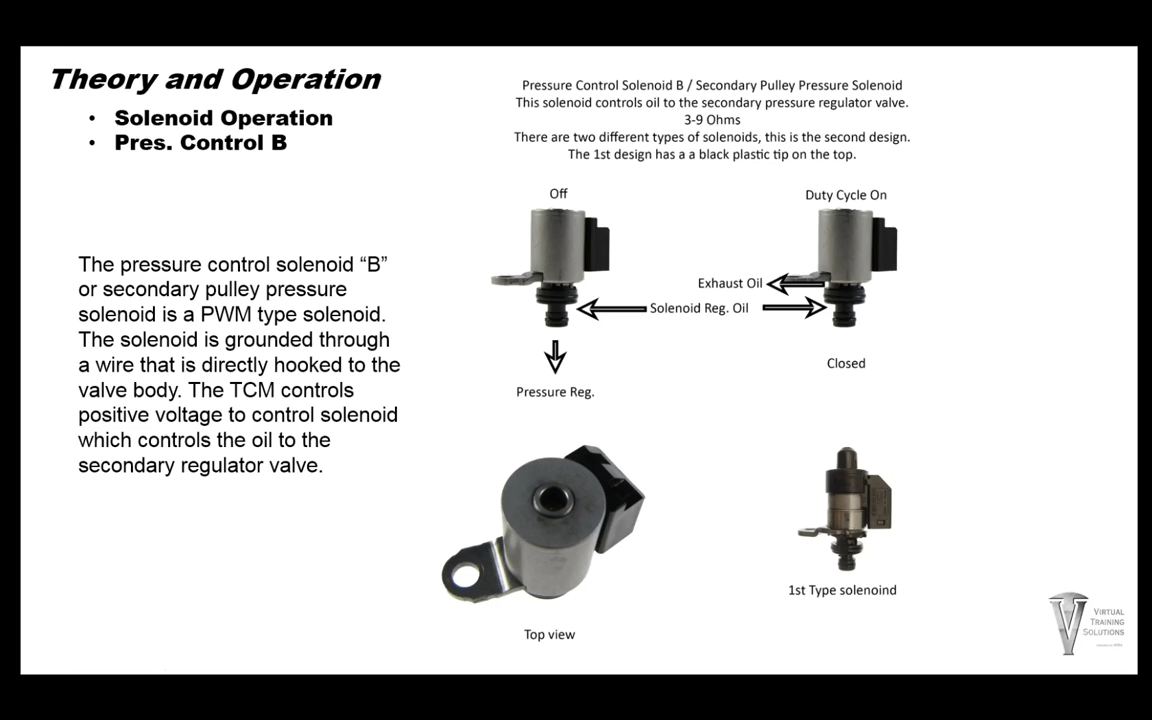 Theory and Operation
• Solenoid Operation
• Pres. Control B
The pressure control solenoid “B”
or secondary pulley pressure
solenoid is a PWM type solenoid.
The solenoid is grounded through
a wire that is directly hooked to the
valve body. The TCM controls
positive voltage to control solenoid
which controls the oil to the
secondary regulator valve.
Pressure Control Solenoid B / Secondary Pulley Pressure Solenoid
This solenoid controls oil to the secondary pressure regulator valve.
3-9 Ohms
There are two different types of solenoids, this is the second design.
The 1st design has a a black plastic tip on the top.
Off
Duty Cycle On
Exhaust Oil
Solenoid Reg. Oil
Closed
Pressure Reg.
Top view
1st Type solenoind
V
VIRTUAL
TRAINING
SOLUTIONS